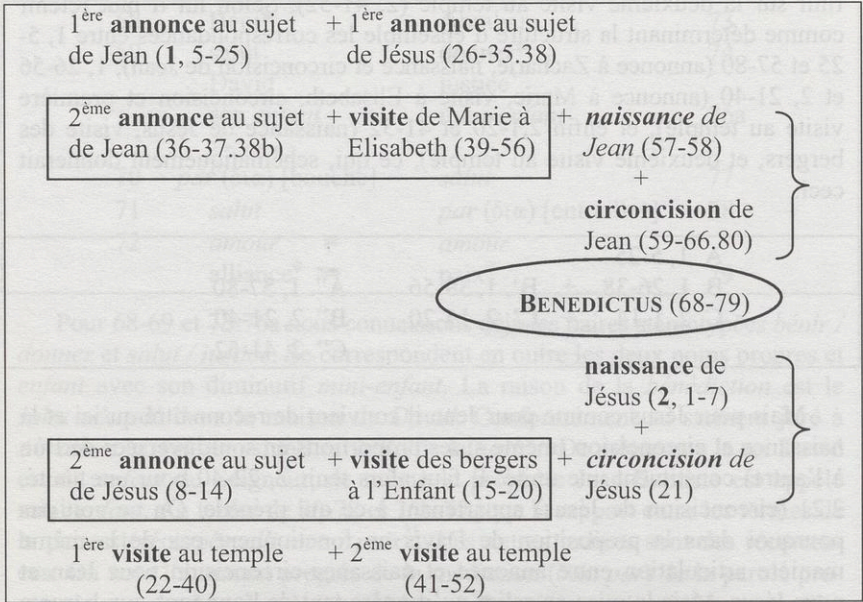 1ère annonce au sujet + 1ère annonce au sujet
de Jean (1, 5-25) de Jésus (26-35.38)
2ème annonce au sujet + visite de Marie à + naissance de
de Jean (36-37.38b) Elisabeth (39-56) Jean (57-58)
+
circoncision de
Jean (59-66.80)
BENEDICTUS (68-79)
naissance de
Jésus (2, 1-7)
+
2ème annonce au sujet + visite des bergers + circoncision de
de Jésus (8-14) à l'Enfant (15-20) Jésus (21)
1ère visite au temple + 2ème visite au temple
(22-40) (41-52)